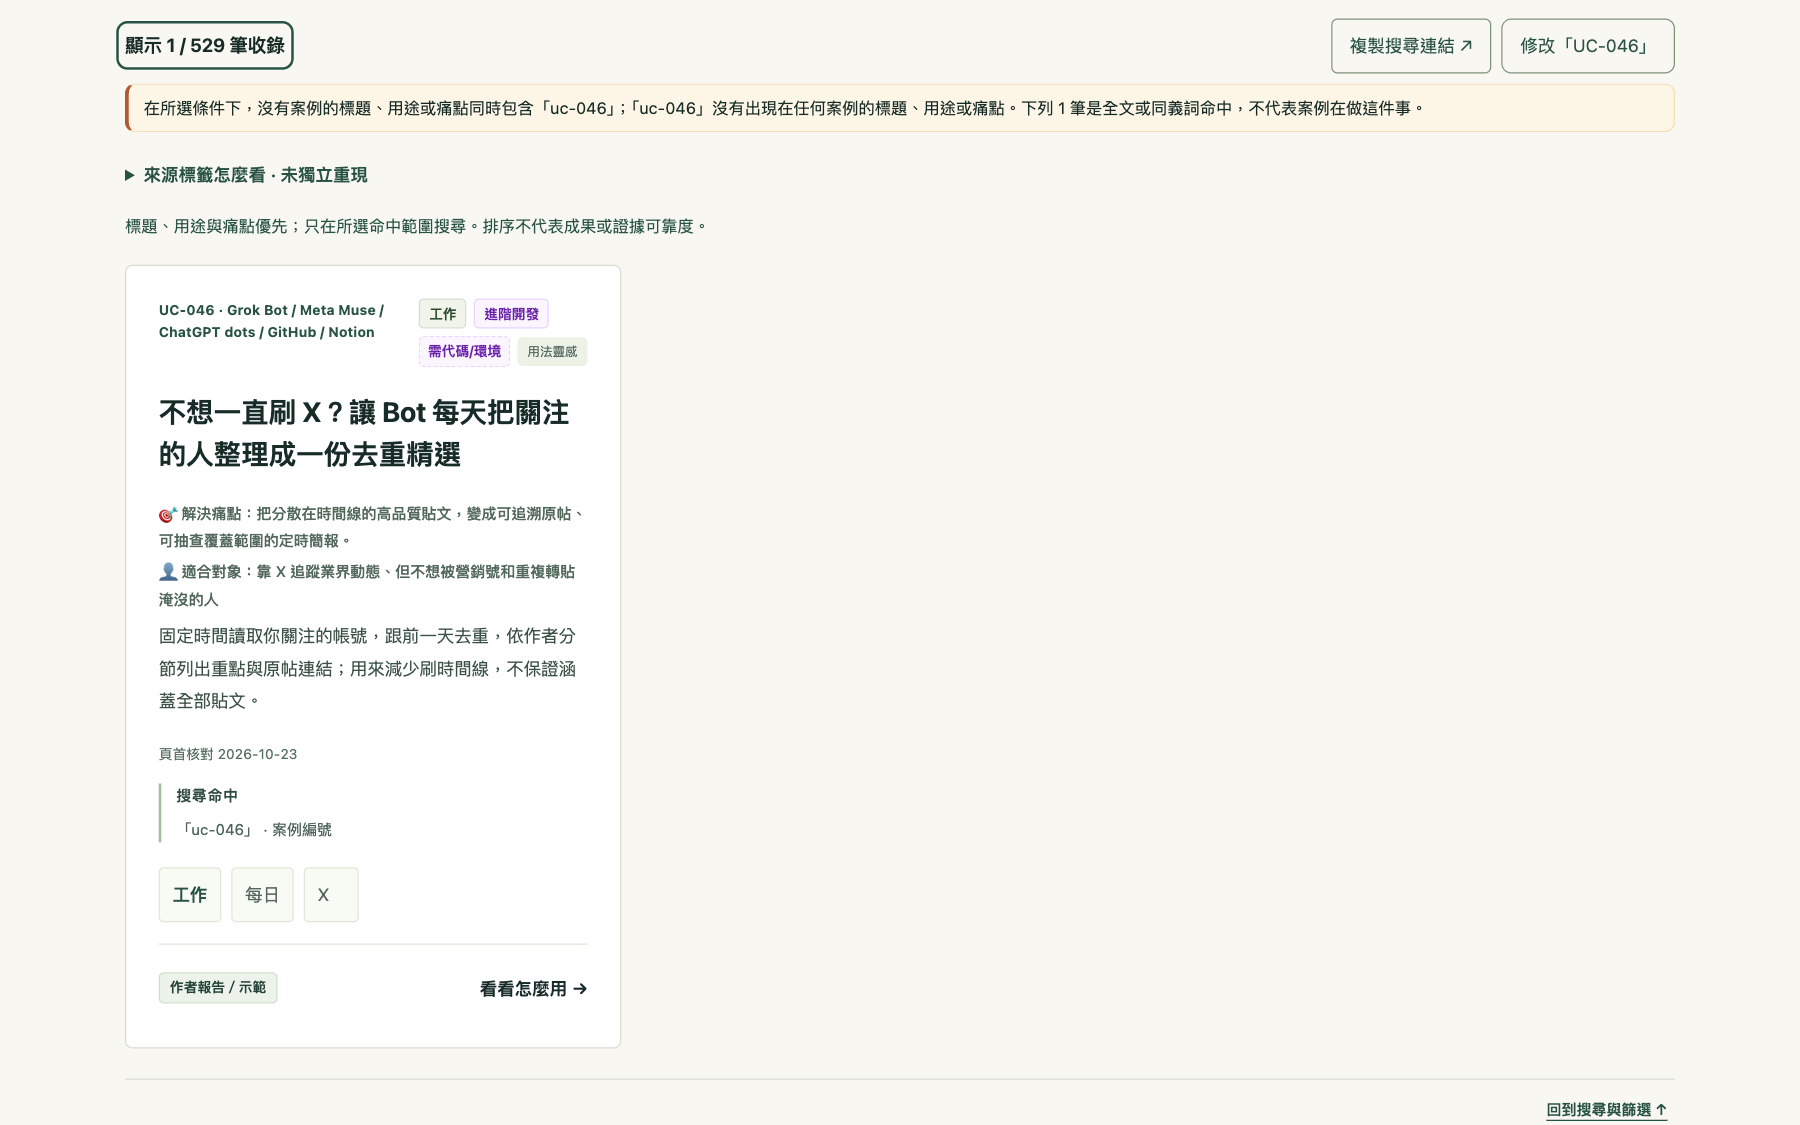 顯示 1 / 529 筆收錄
複製搜尋連結 ↗
修改「UC-046」
在所選條件下，沒有案例的標題、用途或痛點同時包含「uc-046」；「uc-046」沒有出現在任何案例的標題、用途或痛點。下列 1 筆是全文或同義詞命中，不代表案例在做這件事。
▶ 來源標籤怎麼看 · 未獨立重現
標題、用途與痛點優先；只在所選命中範圍搜尋。排序不代表成果或證據可靠度。
UC-046 · Grok Bot / Meta Muse /
ChatGPT dots / GitHub / Notion
工作
進階開發
需代碼/環境
用法靈感
不想一直刷 X？讓 Bot 每天把關注
的人整理成一份去重精選
🎯 解決痛點：把分散在時間線的高品質貼文，變成可追溯原帖、
可抽查覆蓋範圍的定時簡報。
👤 適合對象：靠 X 追蹤業界動態、但不想被營銷號和重複轉貼
淹沒的人
固定時間讀取你關注的帳號，跟前一天去重，依作者分
節列出重點與原帖連結；用來減少刷時間線，不保證涵
蓋全部貼文。
頁首核對 2026-10-23
搜尋命中
「uc-046」 · 案例編號
工作
每日
X
作者報告 / 示範
看看怎麼用 →
回到搜尋與篩選 ↑